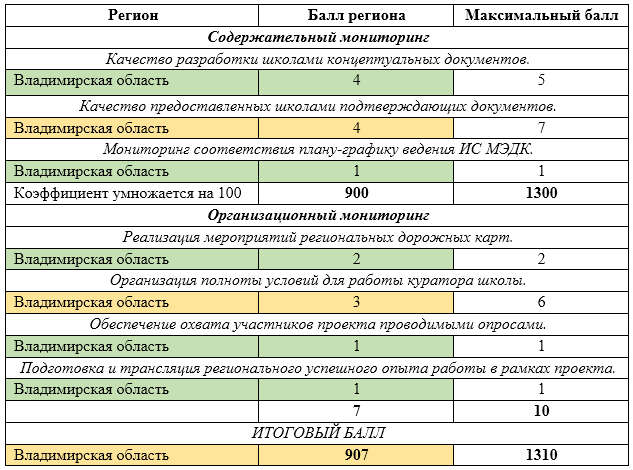 Регион Балл региона Максимальный балл
Содержательный мониторинг
Качество разработки школами концептуальных документов.
Владимирская область 4 5
Качество предоставленных школами подтверждающих документов.
Владимирская область 4 7
Мониторинг соответствия плану-графику ведения ИС МЭДК.
Владимирская область 1 1
Коэффициент умножается на 100 900 1300
Организационный мониторинг
Реализация мероприятий региональных дорожных карт.
Владимирская область 2 2
Организация полноты условий для работы куратора школы.
Владимирская область 3 6
Обеспечение охвата участников проекта проводимыми опросами.
Владимирская область 1 1
Подготовка и трансляция регионального успешного опыта работы в рамках проекта.
Владимирская область 1 1
7 10
ИТОГОВЫЙ БАЛЛ
Владимирская область 907 1310